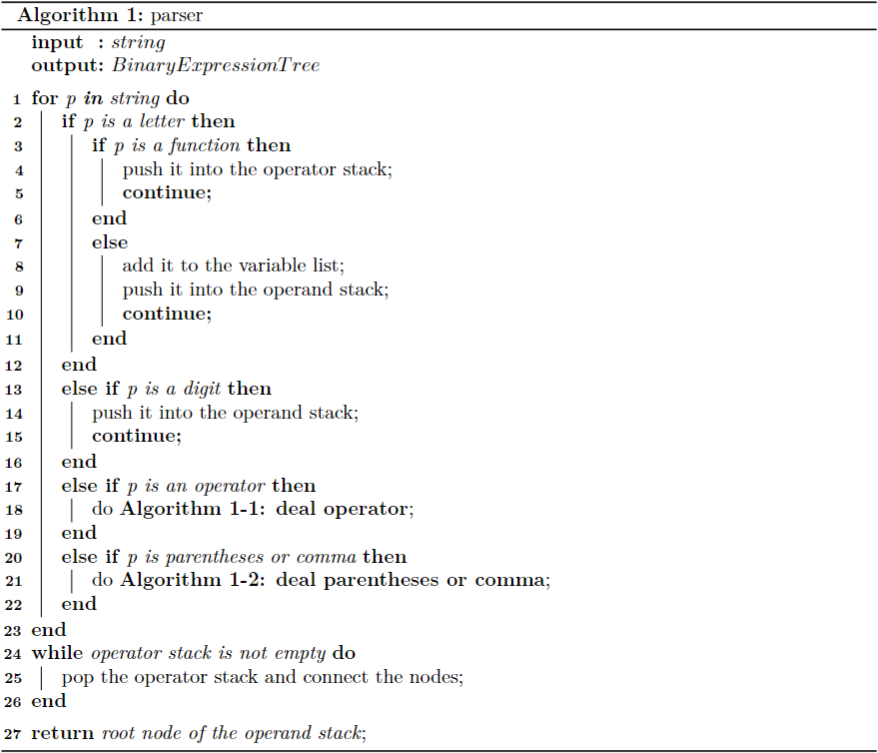 Algorithm 1: parser
input : string
output: BinaryExpressionTree
1 for p in string do
2 if p is a letter then
3 if p is a function then
4 push it into the operator stack;
5 continue;
6 end
7 else
8 add it to the variable list;
9 push it into the operand stack;
10 continue;
11 end
12 end
13 else if p is a digit then
14 push it into the operand stack;
15 continue;
16 end
17 else if p is an operator then
18 do Algorithm 1-1: deal operator;
19 end
20 else if p is parentheses or comma then
21 do Algorithm 1-2: deal parentheses or comma;
22 end
23 end
24 while operator stack is not empty do
25 pop the operator stack and connect the nodes;
26 end
27 return root node of the operand stack;